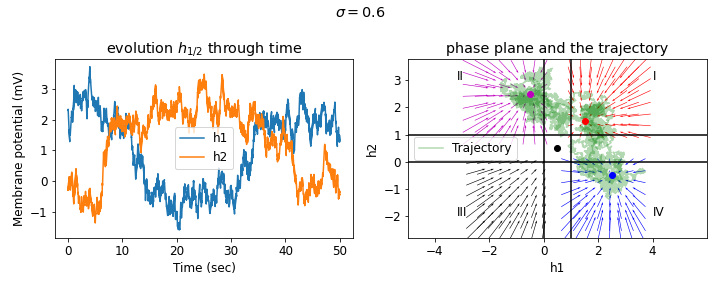 σ = 0.6
evolution h1/2 through time
Membrane potential (mV)
3
2
1
0
−1
h1
h2
0 10 20 30 40 50
Time (sec)
phase plane and the trajectory
h2
3
2
1
0
−1
−2
II
I
Trajectory
III
IV
−4 −2 0 2 4
h1